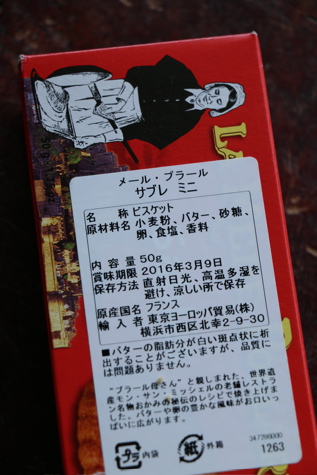 LA
メール・プラール
サブレ ミニ
名 称 ビスケット
原材料名 小麦粉、バター、砂糖、
卵、食塩、香料
内 容 量 50g
賞味期限 2016年3月9日
保存方法 直射日光、高温多湿を
避け、涼しい所で保存
原産国名 フランス
輸 入 者 東京ヨーロッパ貿易(株)
横浜市西区北幸2-9-30
■バターの脂肪分が白い斑点状に析
出することがございますが、品質に
は問題ありません。
"プラール母さん"と親しまれた、世界遺
産モン・サン・ミッシェルの老舗レストラ
ン名物おかみの秘伝のレシピで焼きまし
た。バターや卵の豊かな風味がお口いっ
ぱいに広がります。
プラ 内袋
紙 外箱
1263